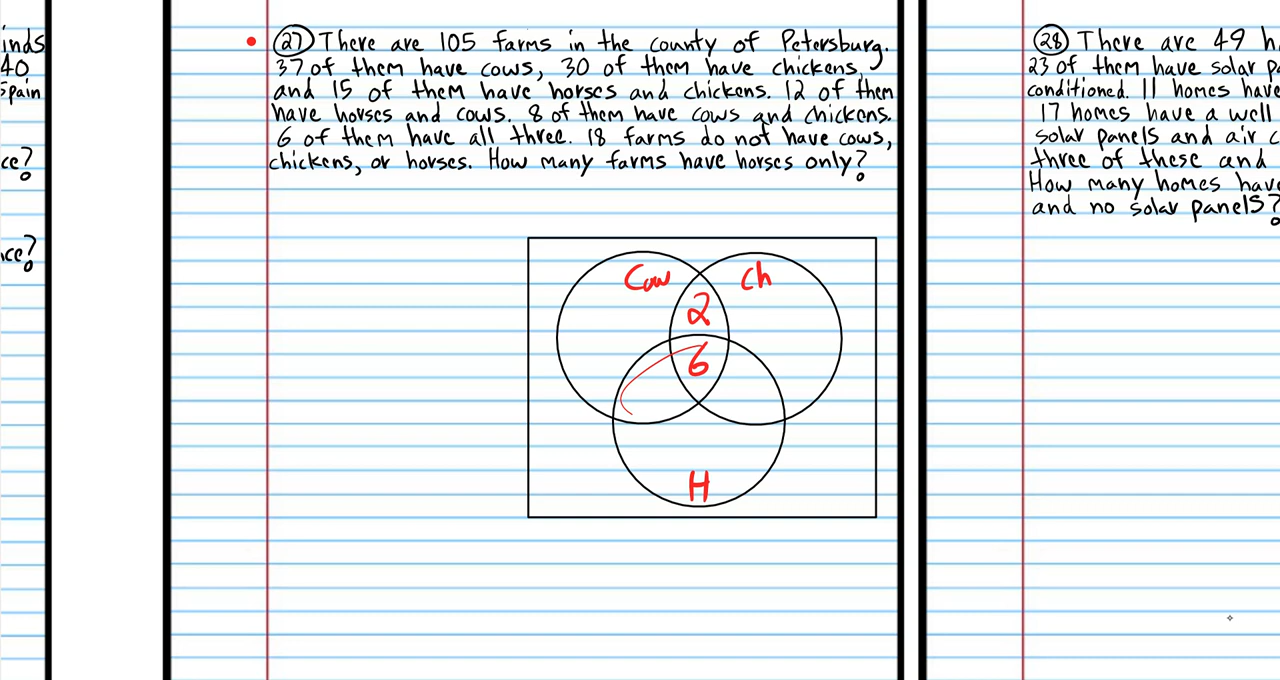 inds
40
spain
ce?
ice?
27 There are 105 farms in the county of Petersburg.
37 of them have cows, 30 of them have chickens,
and 15 of them have horses and chickens. 12 of them
have horses and cows. 8 of them have cows and chickens.
6 of them have all three. 18 farms do not have cows,
chickens, or horses. How many farms have horses only?
Cow Ch
2
6
H
28 There are 49 h
23 of them have solar pa
conditioned. 11 homes have
17 homes have a well
solar panels and air c
three of these and
How many homes have
and no solar panels?